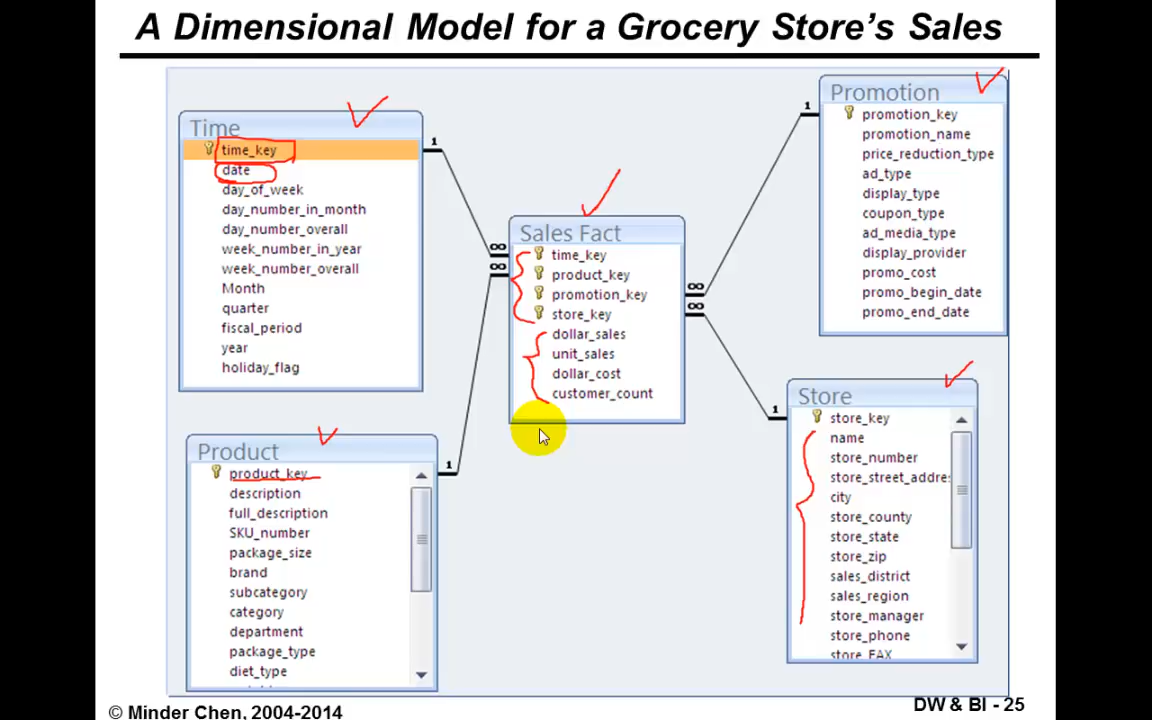 A Dimensional Model for a Grocery Store's Sales
Time
time_key
date
day_of_week
day_number_in_month
day_number_overall
week_number_in_year
week_number_overall
Month
quarter
fiscal_period
year
holiday_flag
1
∞
Product
product_key
description
full_description
SKU_number
package_size
brand
subcategory
category
department
package_type
diet_type
1
∞
Sales Fact
time_key
product_key
promotion_key
store_key
dollar_sales
unit_sales
dollar_cost
customer_count
Promotion
promotion_key
promotion_name
price_reduction_type
ad_type
display_type
coupon_type
ad_media_type
display_provider
promo_cost
promo_begin_date
promo_end_date
1
∞
Store
store_key
name
store_number
store_street_addre
city
store_county
store_state
store_zip
sales_district
sales_region
store_manager
store_phone
store_FAX
1
∞
© Minder Chen, 2004-2014
DW & BI - 25